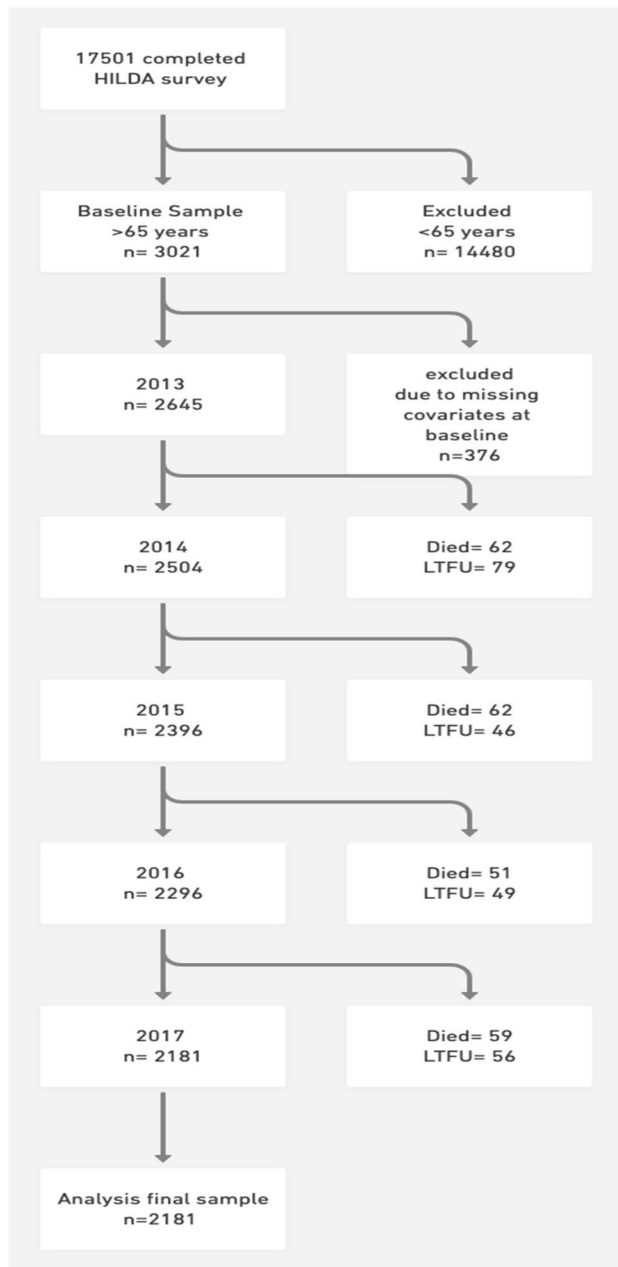 17501 completed
HILDA survey
Baseline Sample
>65 years
n= 3021
Excluded
<65 years
n= 14480
2013
n= 2645
excluded
due to missing
covariates at
baseline
n=376
2014
n= 2504
Died= 62
LTFU= 79
2015
n= 2396
Died= 62
LTFU= 46
2016
n= 2296
Died= 51
LTFU= 49
2017
n= 2181
Died= 59
LTFU= 56
Analysis final sample
n=2181